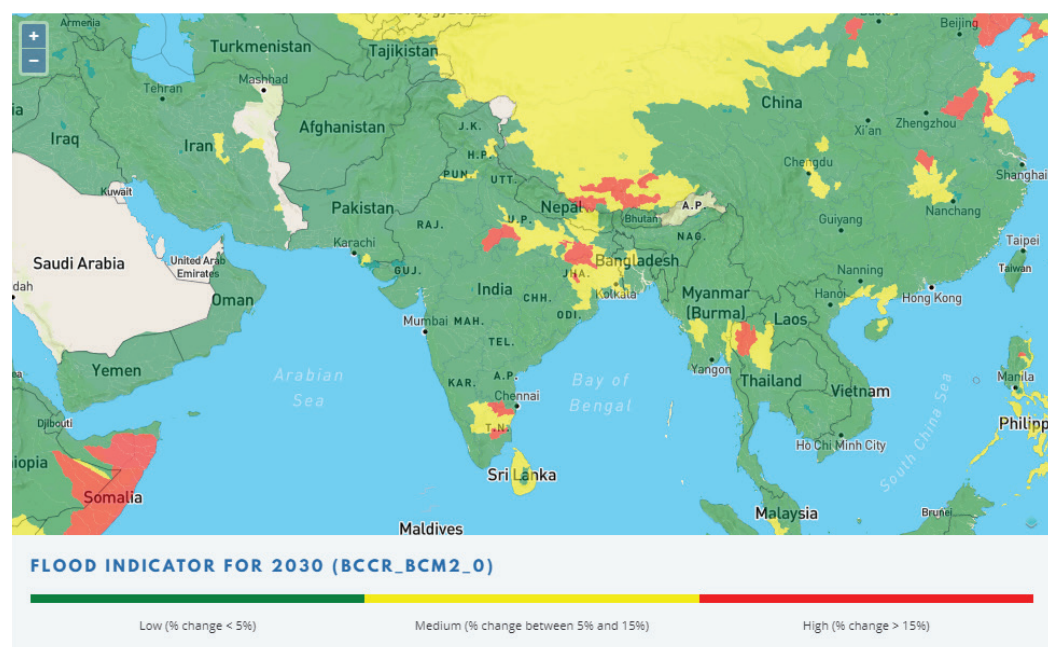 Armenia
Turkmenistan
Tajikistan
Beijing
+
−
Tehran
Mashhad
China
Iraq
Iran
Afghanistan
J.K.
Xi'an
Zhengzhou
H.P.
Chengdu
Shanghai
PUN.
UTT.
Kuwait
Pakistan
Nepal
A.P.
Nanchang
RAJ.
U.P.
Bhutan
Guiyang
Karachi
NAG.
Taipei
Saudi Arabia
United Arab
Emirates
GUJ.
JHA.
Bangladesh
Taiwan
Nanning
Oman
India
CHH.
Kolkata
Myanmar
(Burma)
Hanoi
Hong Kong
Mumbai
MAH.
ODI.
Laos
TEL.
Yemen
Arabian
Sea
Yangon
Bay of
Bengal
Thailand
Manila
KAR.
A.P.
Chennai
Vietnam
Djibouti
T.N.
Philipp
Ho Chi Minh City
South China Sea
iopia
Sri Lanka
Somalia
Malaysia
Brunei
Maldives
FLOOD INDICATOR FOR 2030 (BCCR_BCM2_0)
Low (% change < 5%)
Medium (% change between 5% and 15%)
High (% change > 15%)